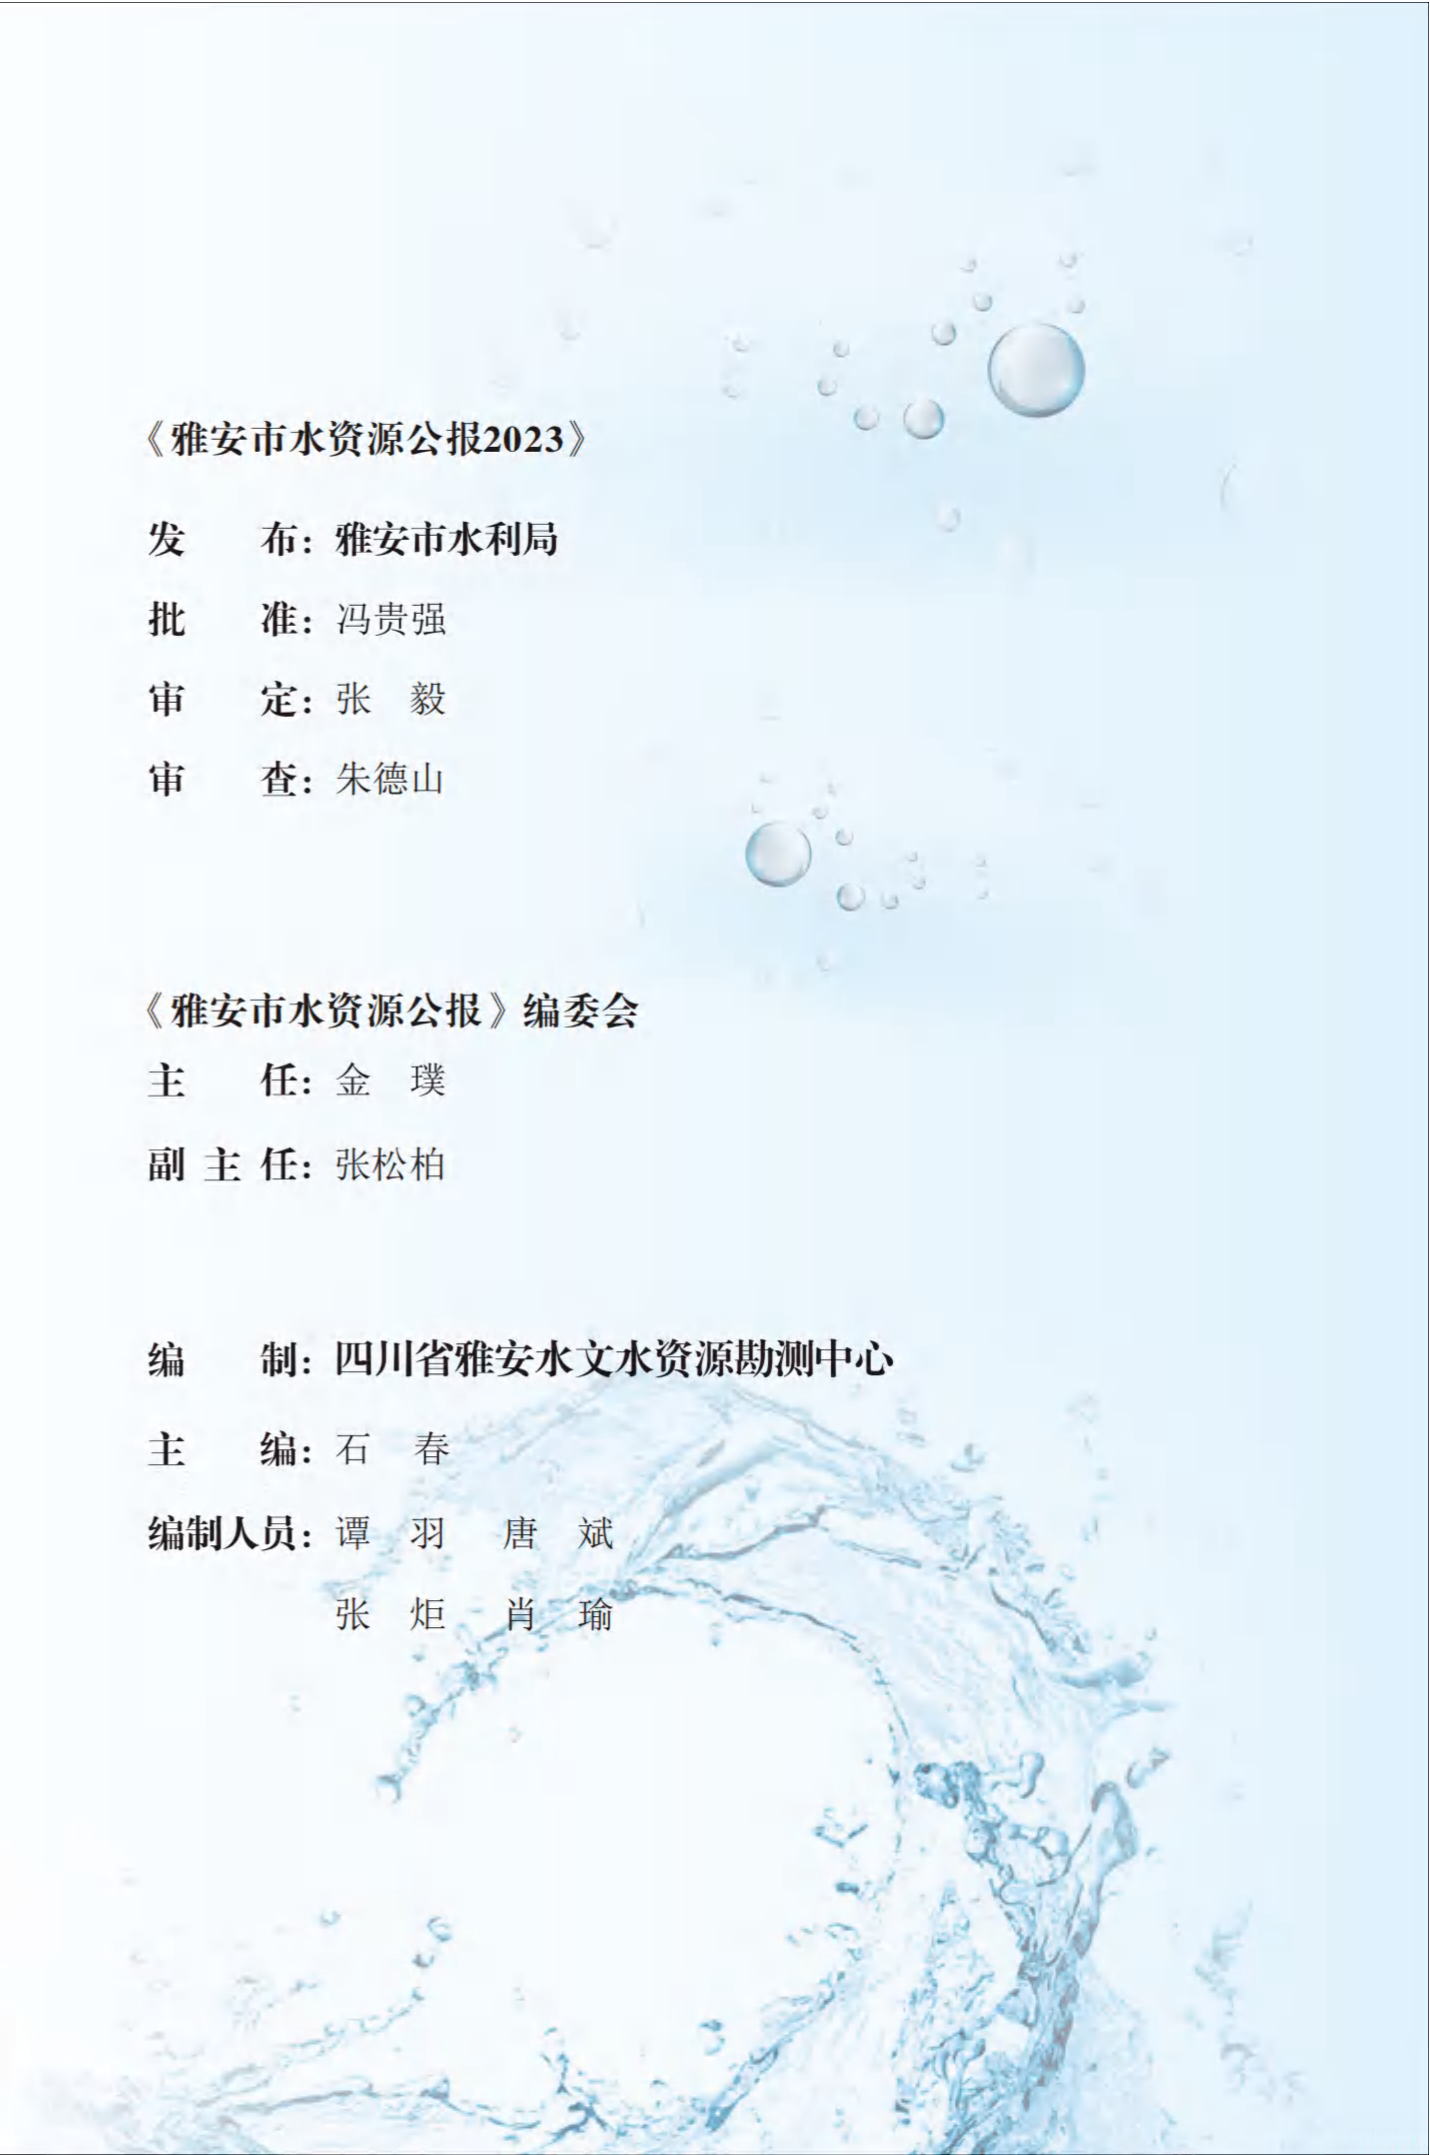 《雅安市水资源公报2023》
发 布：雅安市水利局
批 准：冯贵强
审 定：张 毅
审 查：朱德山
《雅安市水资源公报》编委会
主 任：金 璞
副 主 任：张松柏
编 制：四川省雅安水文水资源勘测中心
主 编：石 春
编制人员：谭 羽 唐 斌
张 炬 肖 瑜